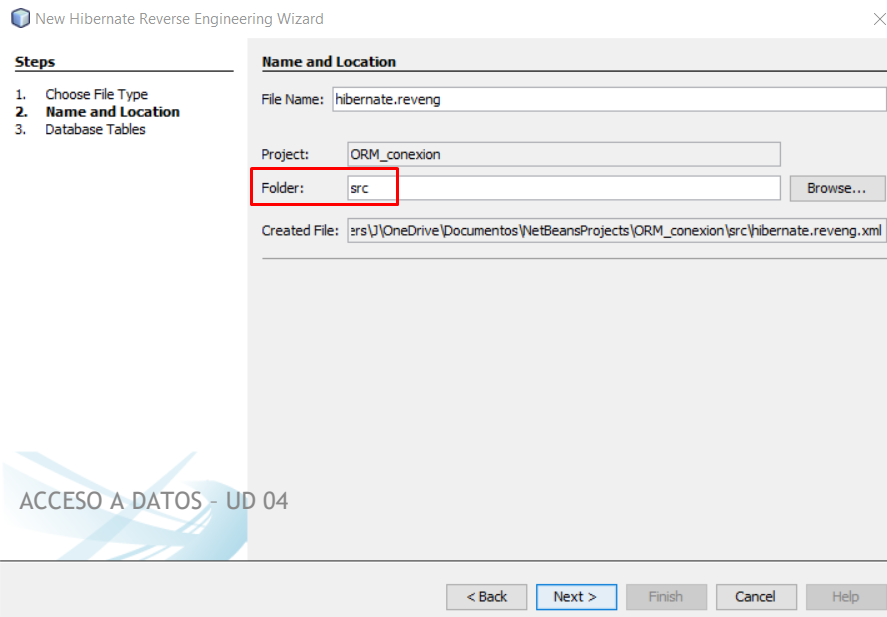 New Hibernate Reverse Engineering Wizard
Steps
1. Choose File Type
2. Name and Location
3. Database Tables
Name and Location
File Name: hibernate.reveng
Project: ORM_conexion
Folder: src Browse...
Created File: ers\J\OneDrive\Documentos\NetBeansProjects\ORM_conexion\src\hibernate.reveng.xml
ACCESO A DATOS – UD 04
< Back Next > Finish Cancel Help